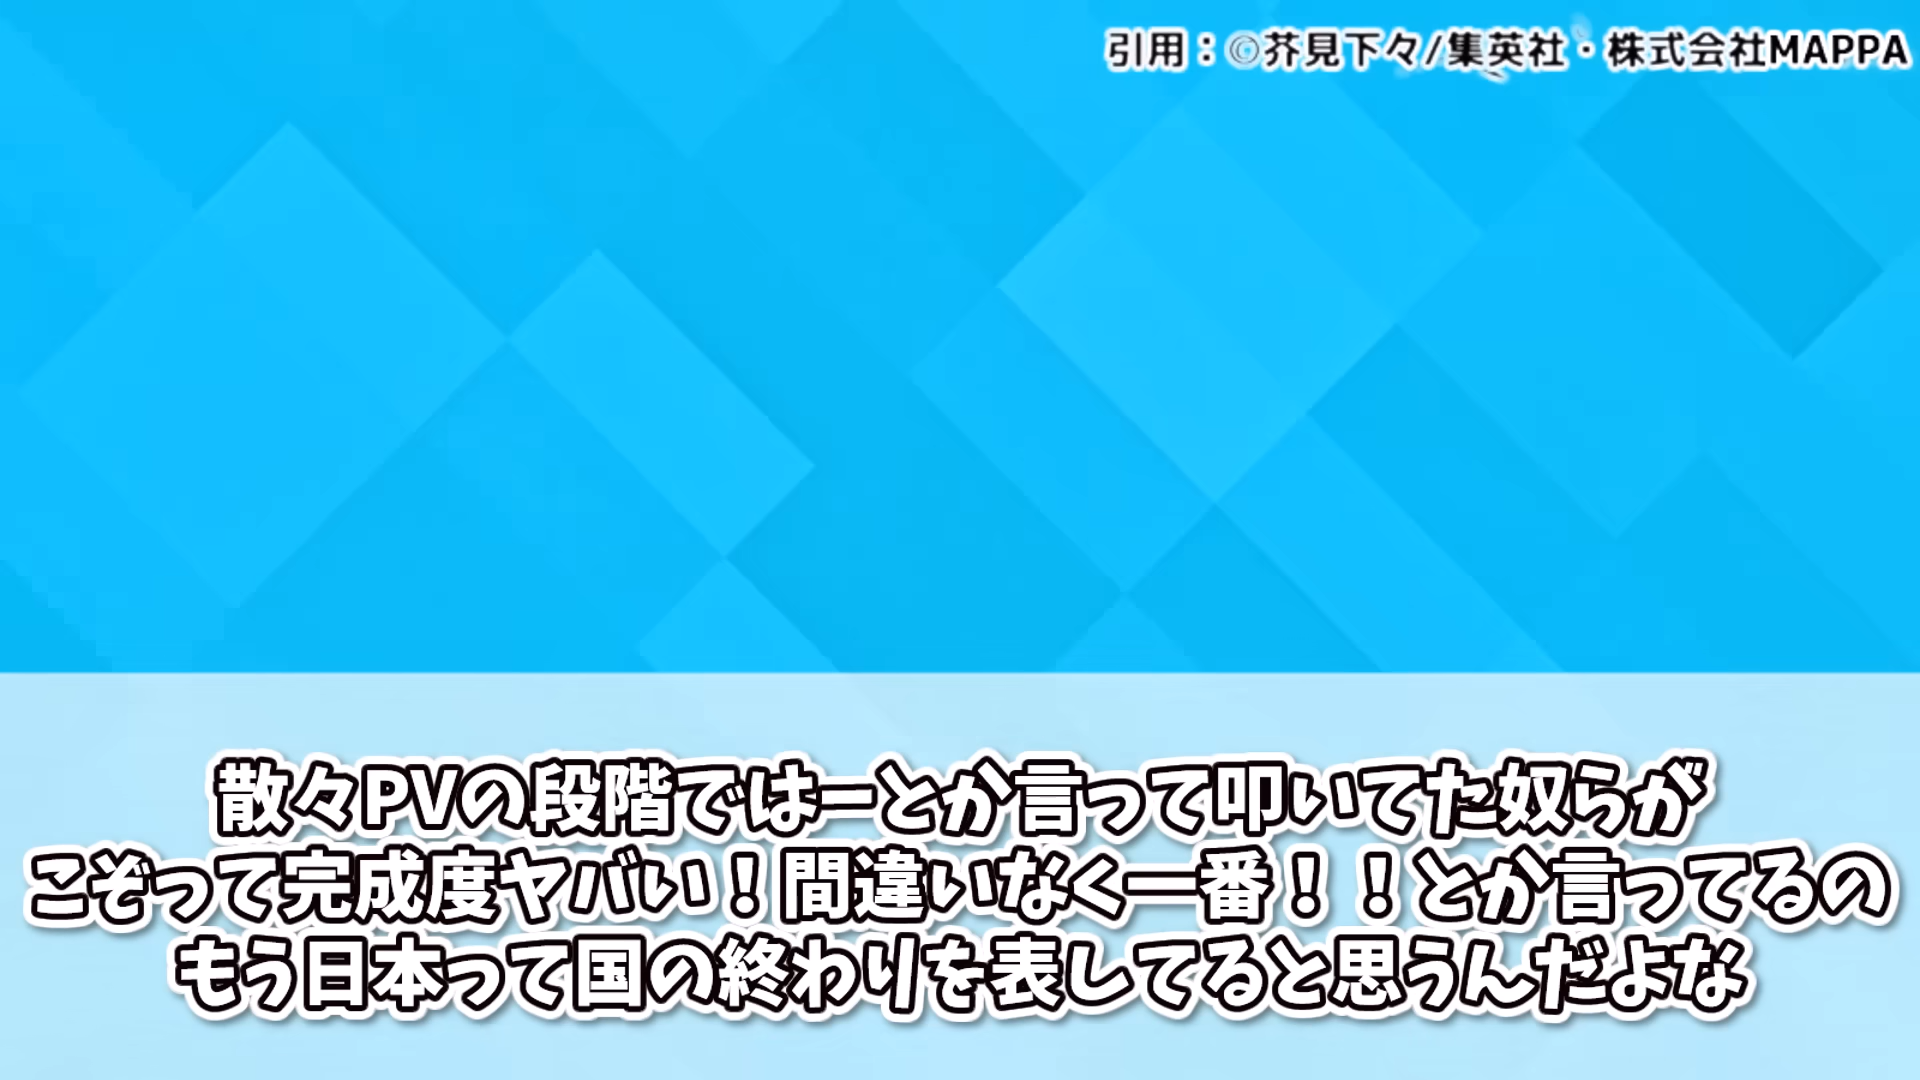 引用：©芥見下々/集英社・株式会社MAPPA
散々PVの段階ではーとか言って叩いてた奴らが
こぞって完成度ヤバい！間違いなく一番！！とか言ってるの
もう日本って国の終わりを表してると思うんだよな